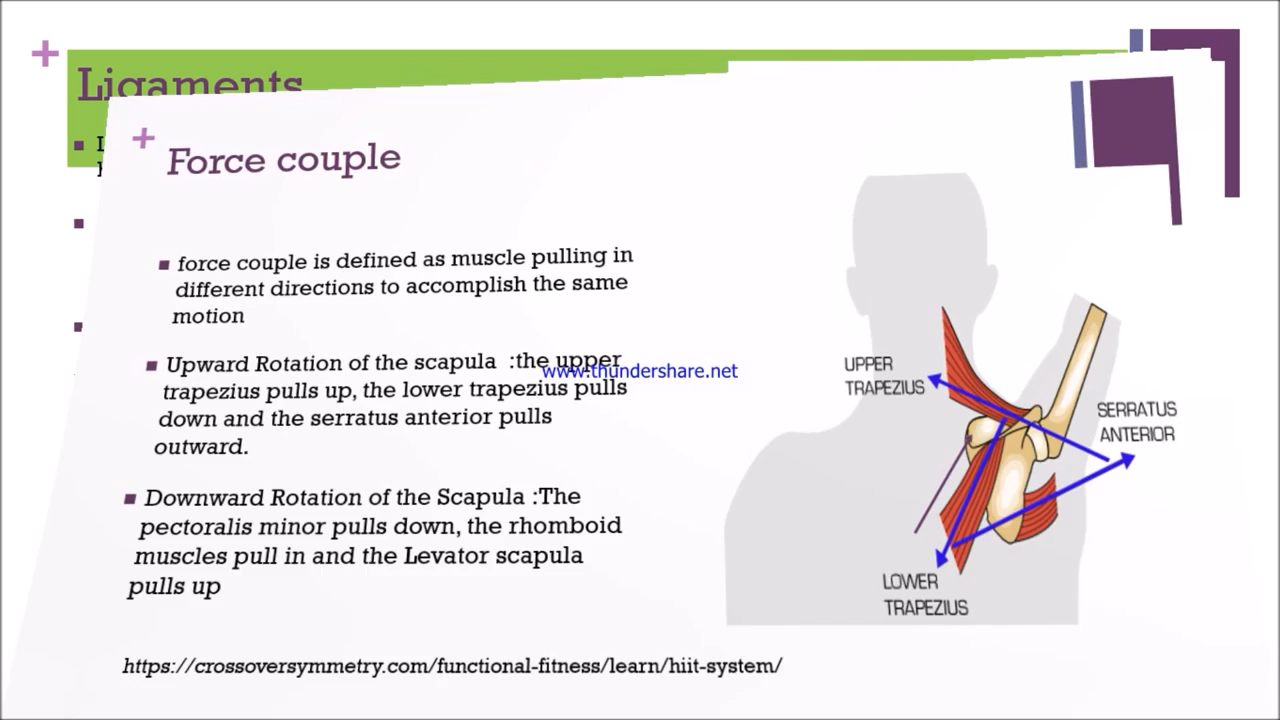 Ligaments
Force couple
force couple is defined as muscle pulling in
different directions to accomplish the same
motion
Upward Rotation of the scapula :the upper
trapezius pulls up, the lower trapezius pulls
down and the serratus anterior pulls
outward.
Downward Rotation of the Scapula :The
pectoralis minor pulls down, the rhomboid
muscles pull in and the Levator scapula
pulls up
https://crossoversymmetry.com/functional-fitness/learn/hiit-system/
www.thundershare.net
UPPER
TRAPEZIUS
SERRATUS
ANTERIOR
LOWER
TRAPEZIUS